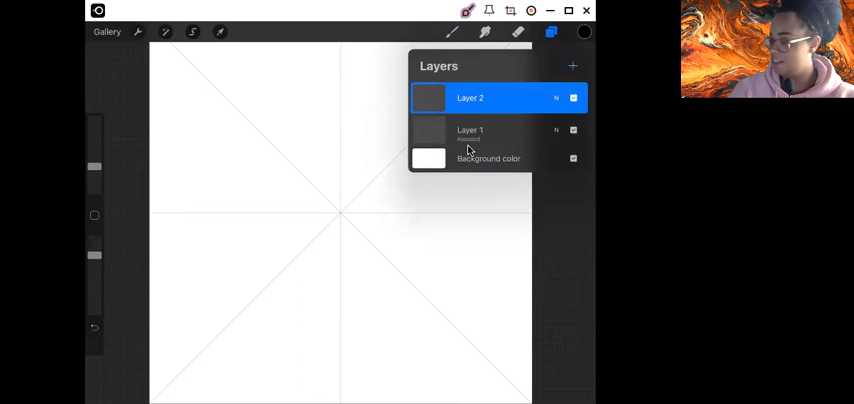 Gallery
Layers
Layer 2 N
Layer 1 N
Assisted
Background color